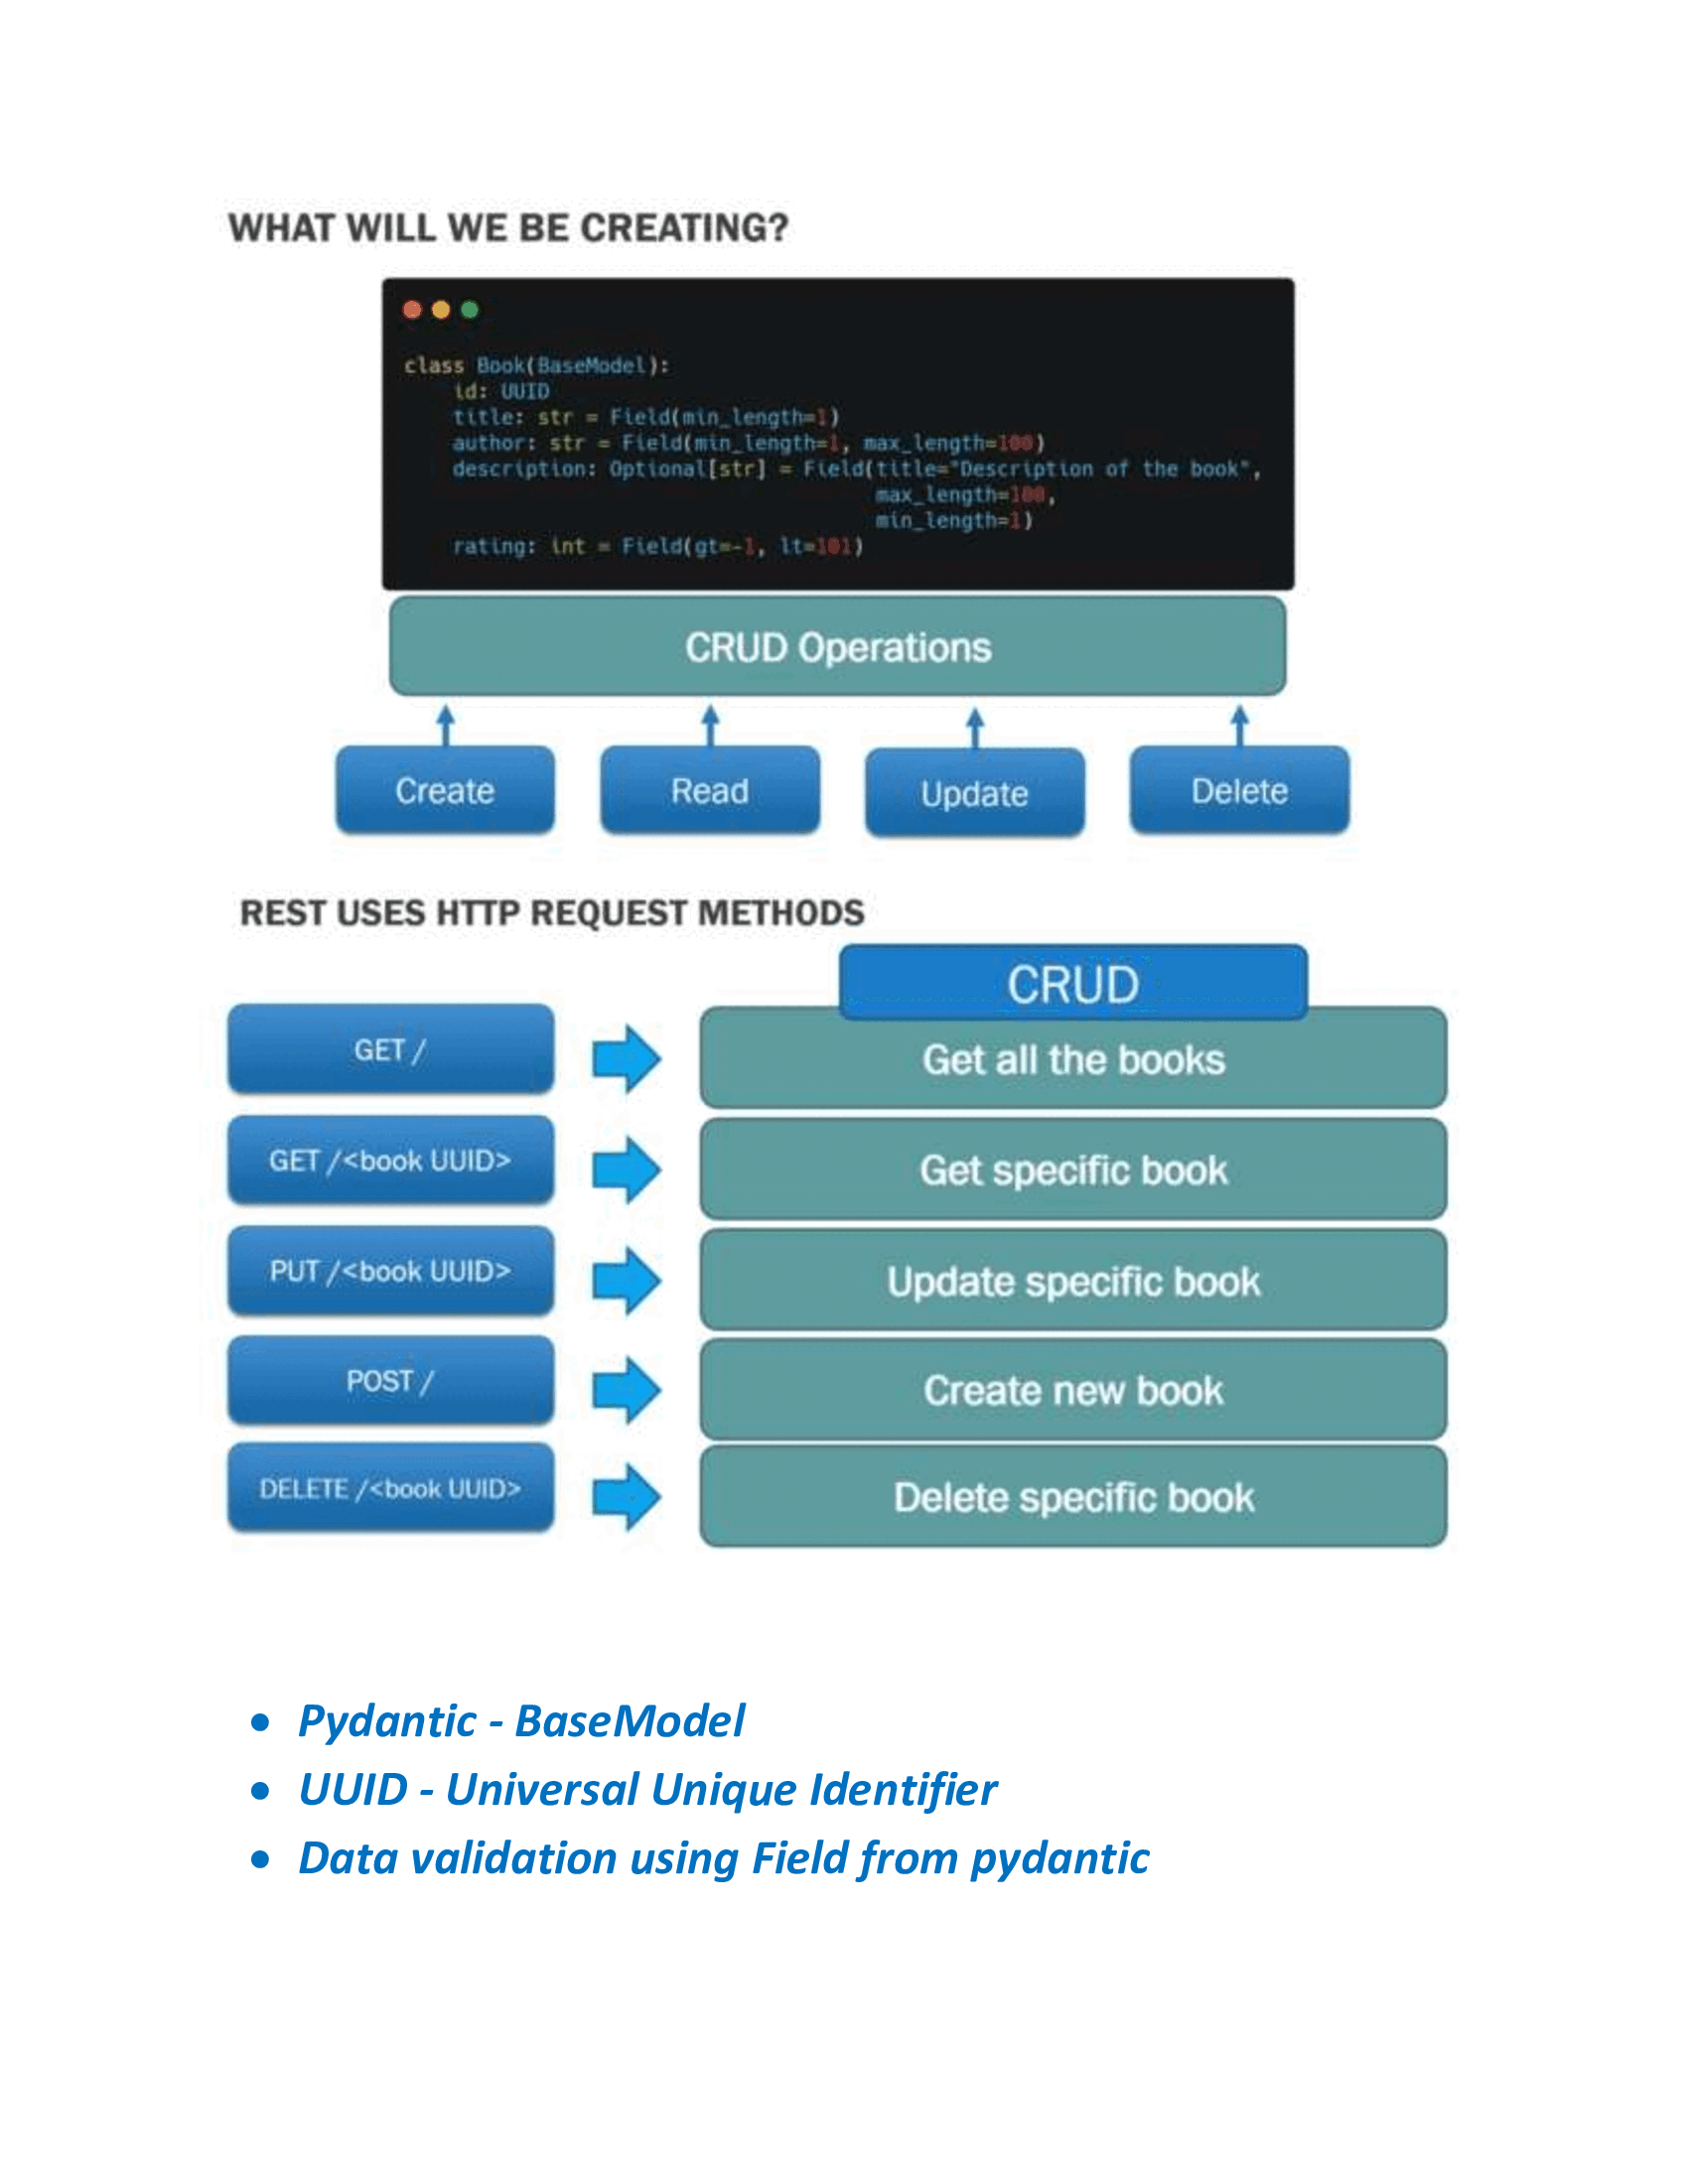 WHAT WILL WE BE CREATING?
class Book(BaseModel):
    id: UUID
    title: str = Field(min_length=1)
    author: str = Field(min_length=1, max_length=100)
    description: Optional[str] = Field(title="Description of the book",
                                       max_length=100,
                                       min_length=1)
    rating: int = Field(gt=-1, lt=101)
CRUD Operations
Create
Read
Update
Delete
REST USES HTTP REQUEST METHODS
CRUD
GET /
Get all the books
GET /<book UUID>
Get specific book
PUT /<book UUID>
Update specific book
POST /
Create new book
DELETE /<book UUID>
Delete specific book
• Pydantic - BaseModel
• UUID - Universal Unique Identifier
• Data validation using Field from pydantic